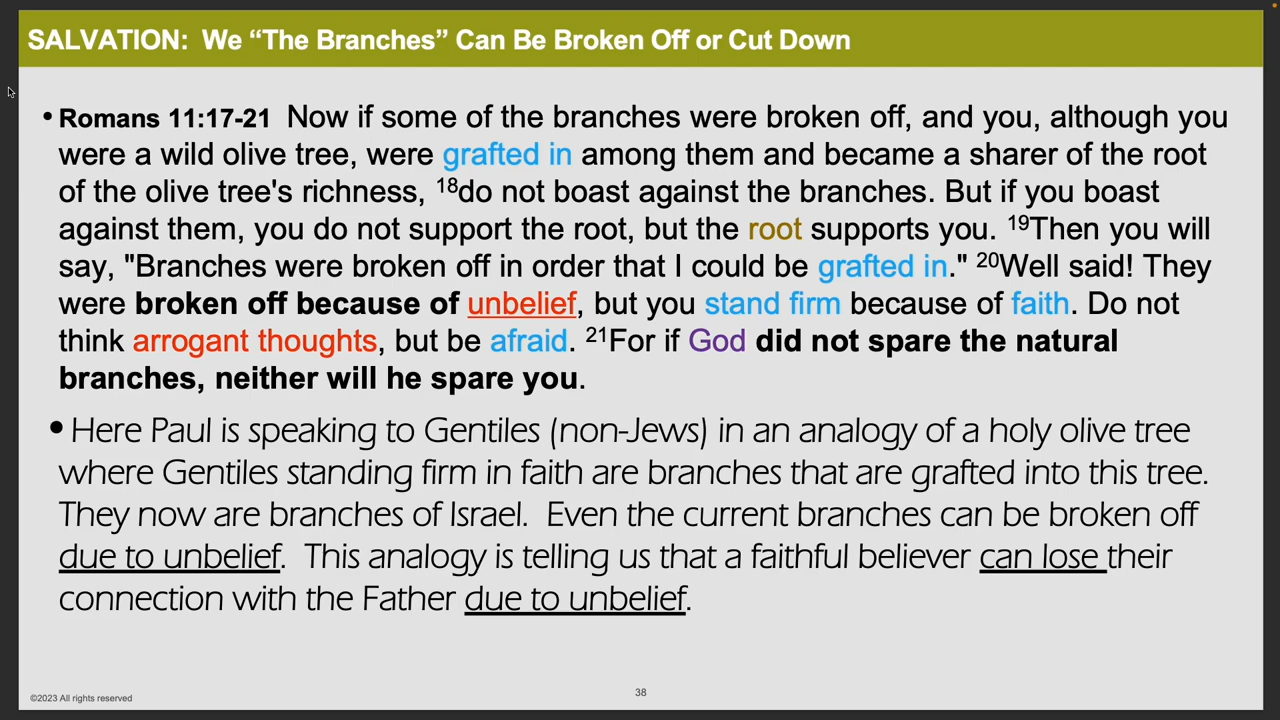 SALVATION:  We “The Branches” Can Be Broken Off or Cut Down
• Romans 11:17-21  Now if some of the branches were broken off, and you, although you
were a wild olive tree, were grafted in among them and became a sharer of the root
of the olive tree's richness, 18do not boast against the branches. But if you boast
against them, you do not support the root, but the root supports you. 19Then you will
say, "Branches were broken off in order that I could be grafted in." 20Well said! They
were broken off because of unbelief, but you stand firm because of faith. Do not
think arrogant thoughts, but be afraid. 21For if God did not spare the natural
branches, neither will he spare you.
• Here Paul is speaking to Gentiles (non-Jews) in an analogy of a holy olive tree
where Gentiles standing firm in faith are branches that are grafted into this tree.
They now are branches of Israel.  Even the current branches can be broken off
due to unbelief.  This analogy is telling us that a faithful believer can lose their
connection with the Father due to unbelief.
©2023 All rights reserved
38